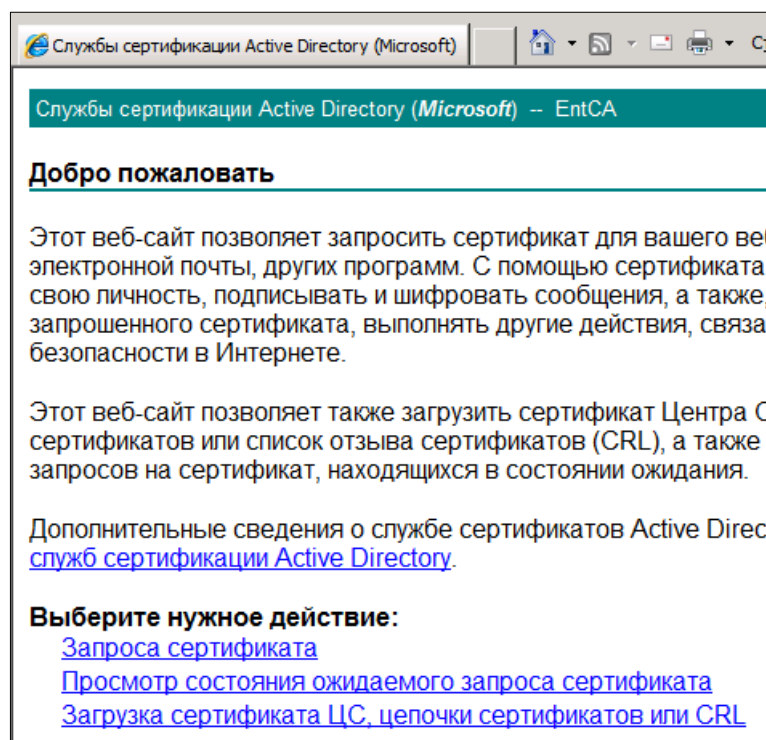 Службы сертификации Active Directory (Microsoft)
Службы сертификации Active Directory (Microsoft) -- EntCA
Добро пожаловать
Этот веб-сайт позволяет запросить сертификат для вашего
электронной почты, других программ. С помощью сертификата
свою личность, подписывать и шифровать сообщения, а также,
запрошенного сертификата, выполнять другие действия,
безопасности в Интернете.
Этот веб-сайт позволяет также загрузить сертификат Центра
сертификатов или список отзыва сертификатов (CRL), а также
запросов на сертификат, находящихся в состоянии ожидания.
Дополнительные сведения о службе сертификатов Active
служб сертификации Active Directory.
Выберите нужное действие:
Запроса сертификата
Просмотр состояния ожидаемого запроса сертификата
Загрузка сертификата ЦС, цепочки сертификатов или CRL